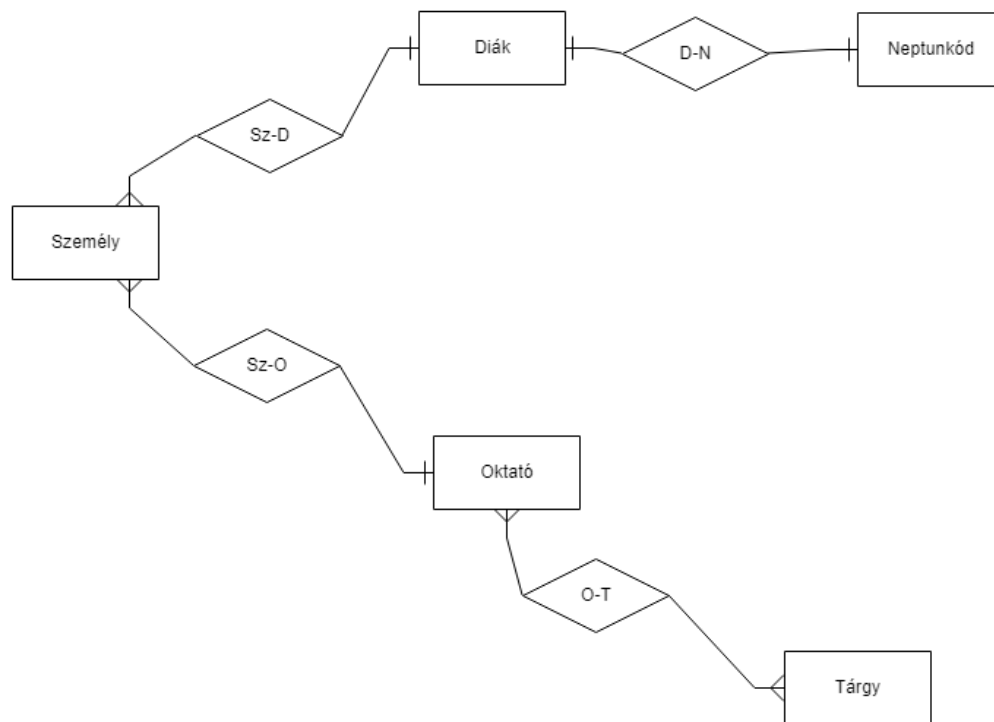 Diák
D-N
Neptunkód
Sz-D
Személy
Sz-O
Oktató
O-T
Tárgy